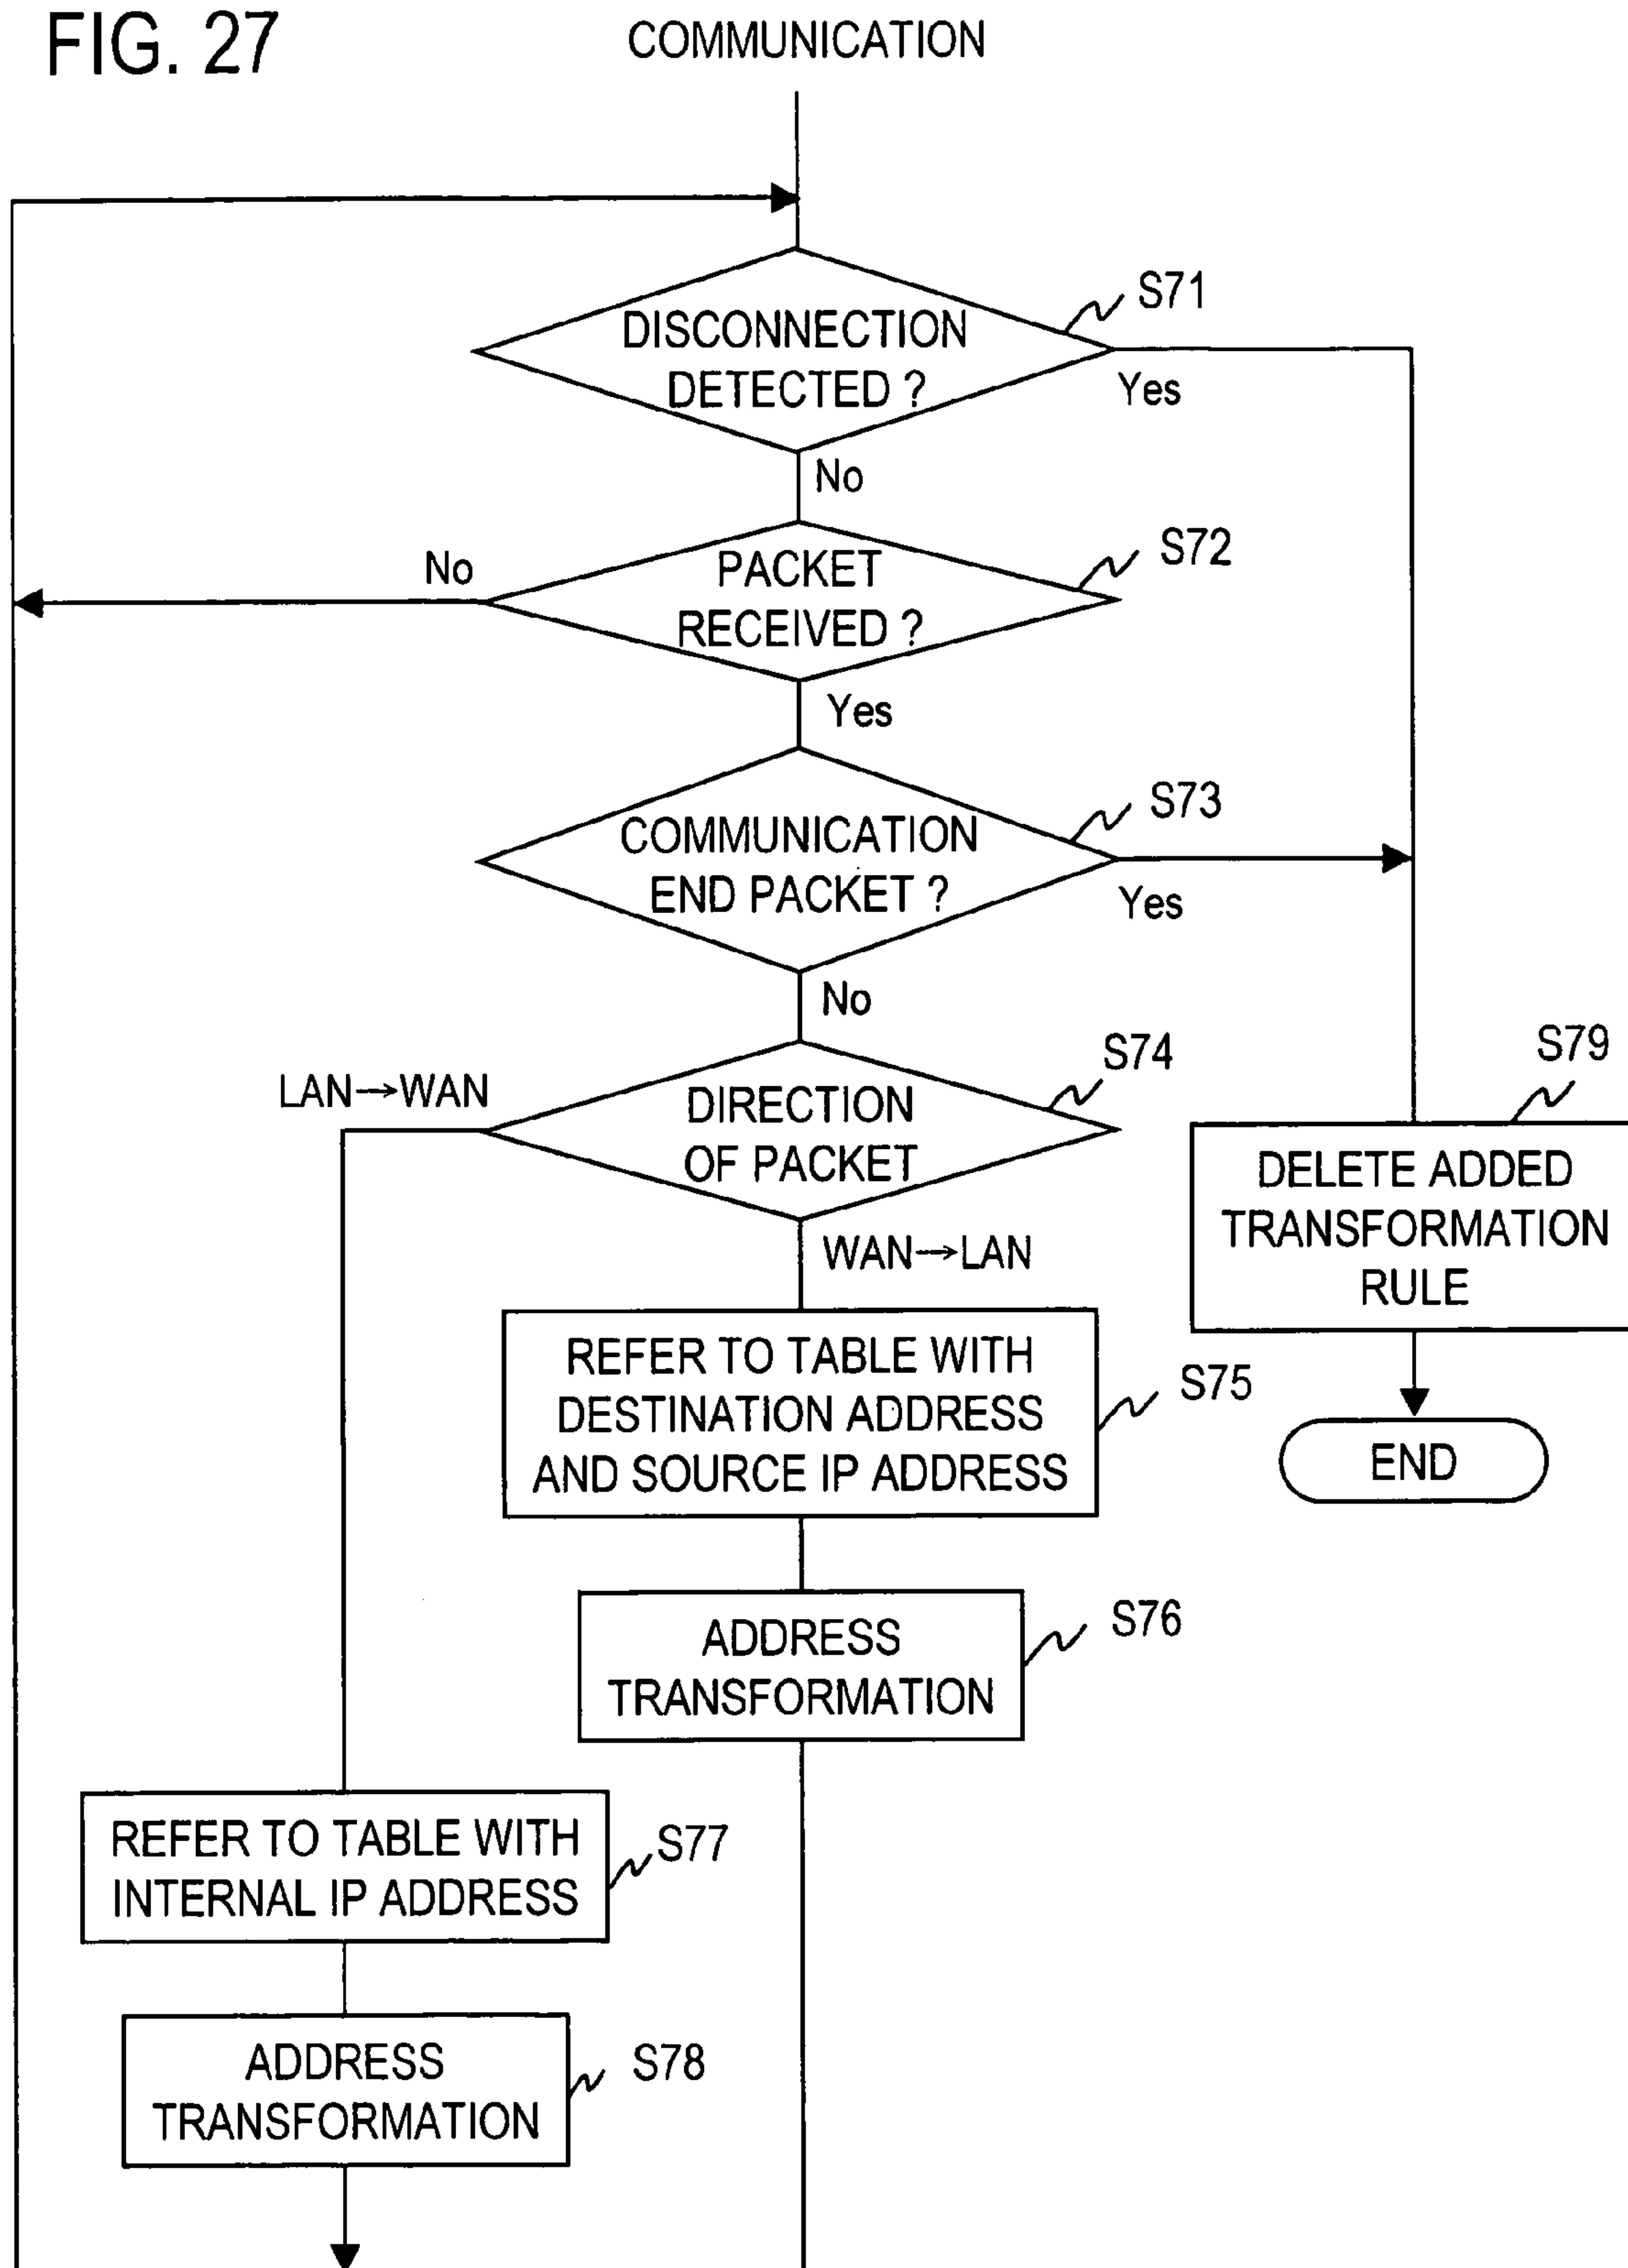 FIG. 27
COMMUNICATION
S71
DISCONNECTION
DETECTED ?
Yes
No
S72
No
PACKET
RECEIVED ?
Yes
S73
COMMUNICATION
END PACKET ?
Yes
No
S74
LAN→WAN
DIRECTION
OF PACKET
S79
DELETE ADDED
TRANSFORMATION
RULE
WAN→LAN
REFER TO TABLE WITH
DESTINATION ADDRESS
AND SOURCE IP ADDRESS
S75
END
ADDRESS
TRANSFORMATION
S76
REFER TO TABLE WITH
INTERNAL IP ADDRESS
S77
ADDRESS
TRANSFORMATION
S78